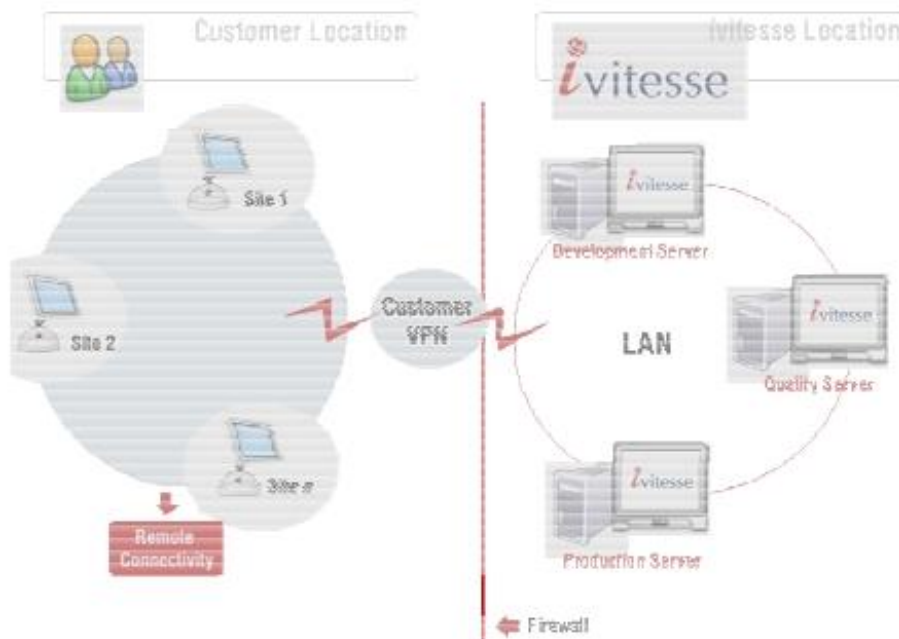 Customer Location
ivitesse Location
ivitesse
Site 1
ivitesse
Development Server
Site 2
Customer
VPN
LAN
ivitesse
Quality Server
Site n
ivitesse
Remote
Connectivity
Production Server
Firewall